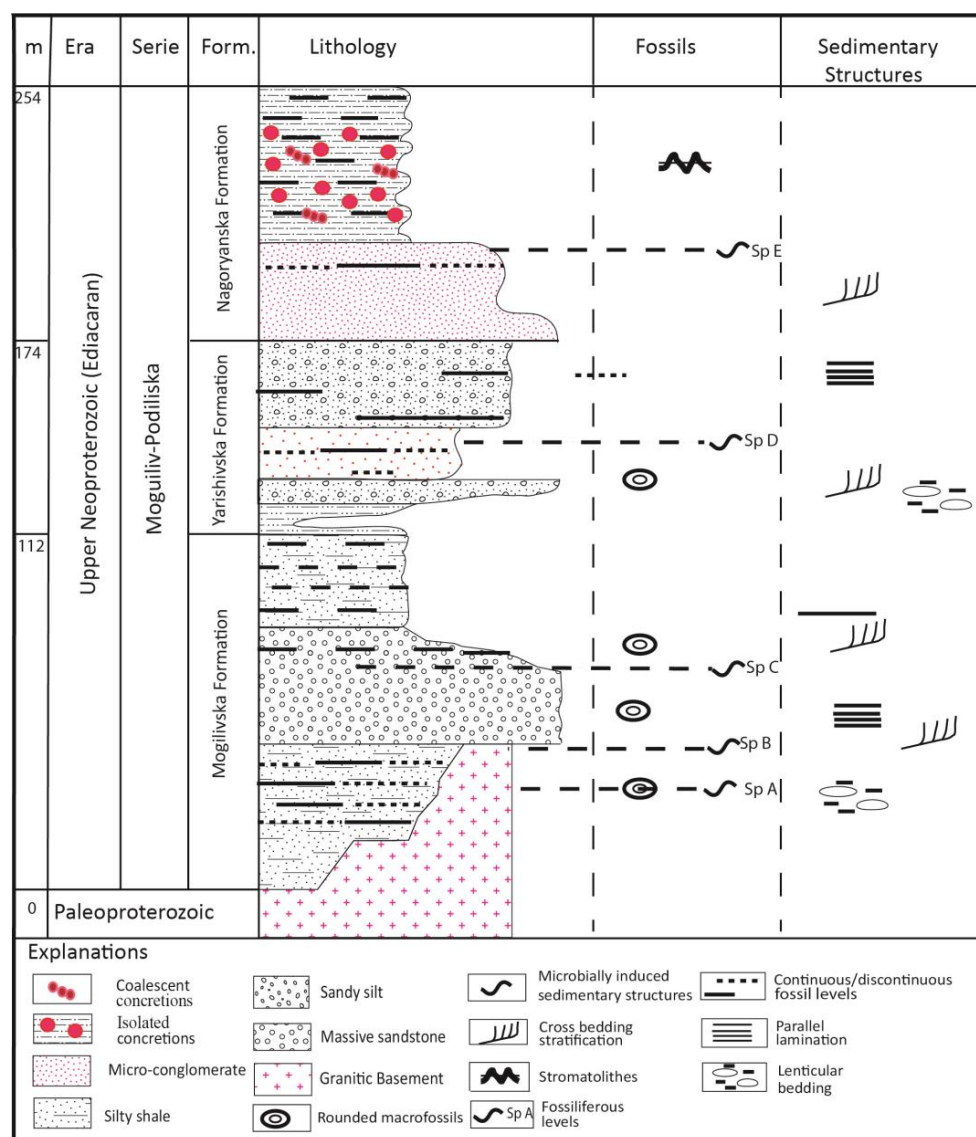 m
Era
Serie
Form.
Lithology
Fossils
Sedimentary
Structures
254
174
112
0
Upper Neoproterozoic (Ediacaran)
Moguiliv-Podiliska
Nagoryanska Formation
Yarishivska Formation
Mogilivska Formation
Sp E
Sp D
Sp C
Sp B
Sp A
Paleoproterozoic
Explanations
Coalescent
concretions
Isolated
concretions
Micro-conglomerate
Silty shale
Sandy silt
Massive sandstone
Granitic Basement
Rounded macrofossils
Microbially induced
sedimentary structures
Cross bedding
stratification
Stromatolithes
Sp A
Fossiliferous
levels
Continuous/discontinuous
fossil levels
Parallel
lamination
Lenticular
bedding